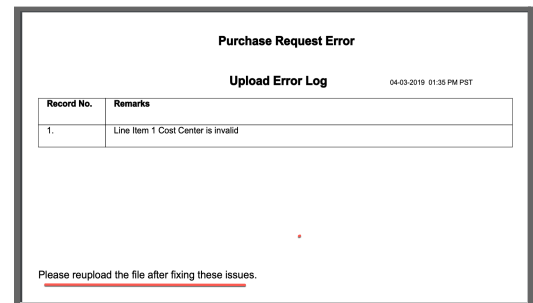 Purchase Request Error
Upload Error Log 04-03-2019 01:35 PM PST
Record No. Remarks
1. Line Item 1 Cost Center is invalid
Please reupload the file after fixing these issues.